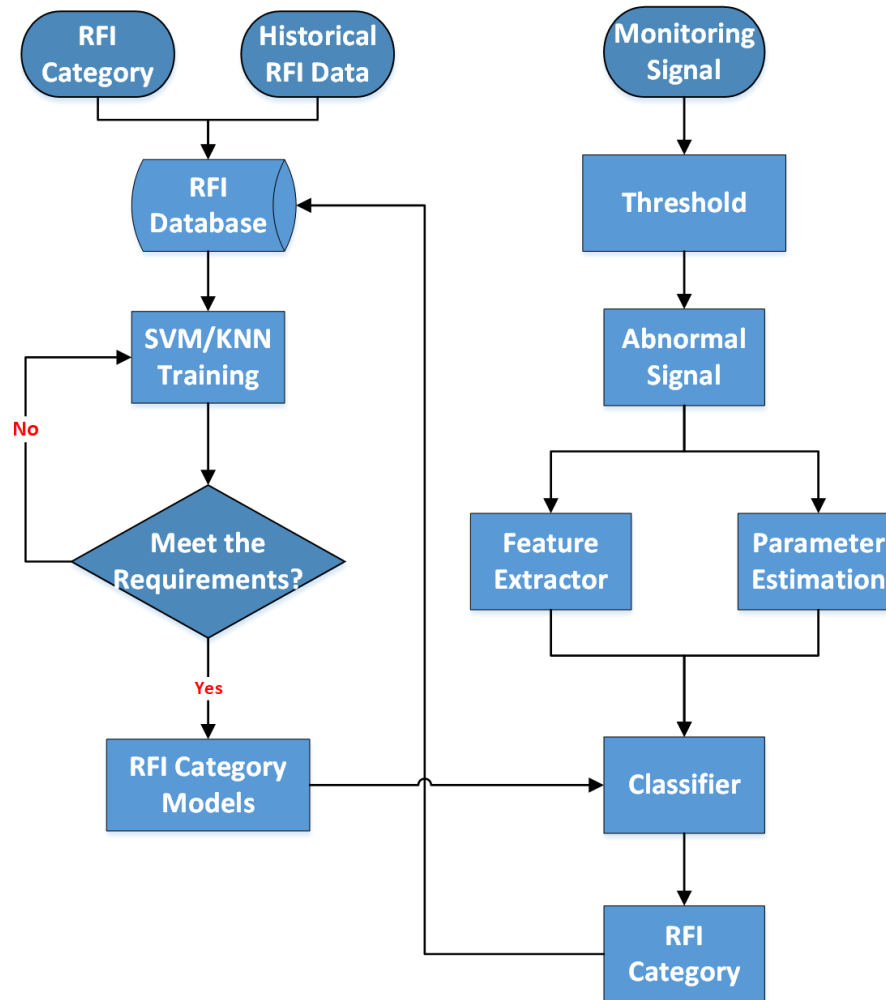 RFI
Category
Historical
RFI Data
Monitoring
Signal
RFI
Database
Threshold
SVM/KNN
Training
Abnormal
Signal
No
Meet the
Requirements?
Feature
Extractor
Parameter
Estimation
Yes
RFI Category
Models
Classifier
RFI
Category